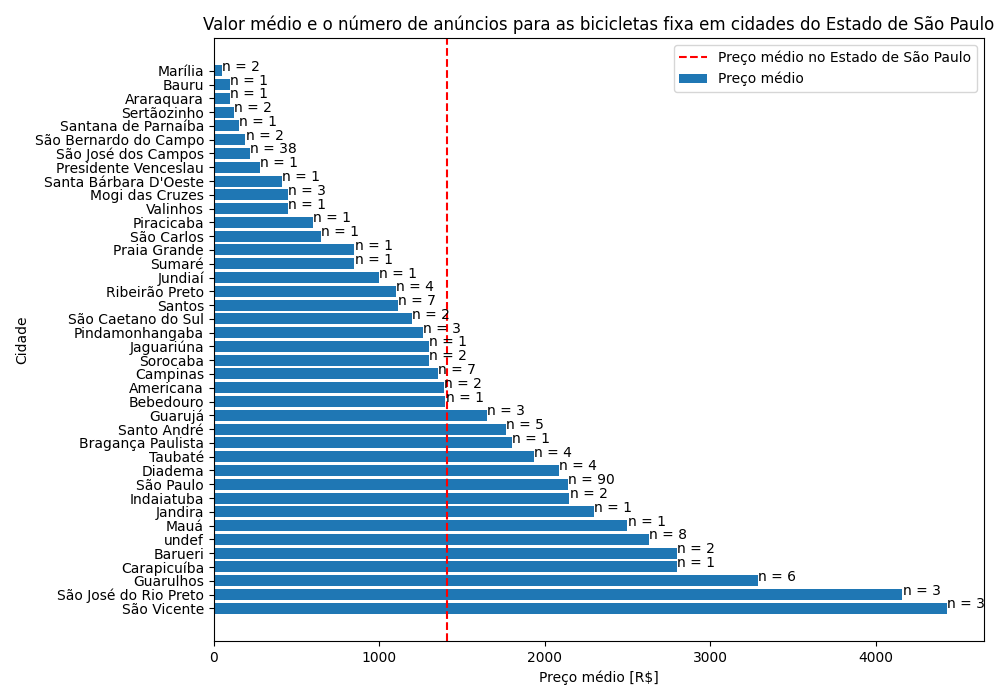 Valor médio e o número de anúncios para as bicicletas fixa em cidades do Estado de São Paulo
Preço médio no Estado de São Paulo
Preço médio
Cidade
Marília n = 2
Bauru n = 1
Araraquara n = 1
Sertãozinho n = 2
Santana de Parnaíba n = 1
São Bernardo do Campo n = 2
São José dos Campos n = 38
Presidente Venceslau n = 1
Santa Bárbara D'Oeste n = 1
Mogi das Cruzes n = 3
Valinhos n = 1
Piracicaba n = 1
São Carlos n = 1
Praia Grande n = 1
Sumaré n = 1
Jundiaí n = 1
Ribeirão Preto n = 4
Santos n = 7
São Caetano do Sul n = 2
Pindamonhangaba n = 3
Jaguariúna n = 1
Sorocaba n = 2
Campinas n = 7
Americana n = 2
Bebedouro n = 1
Guarujá n = 3
Santo André n = 5
Bragança Paulista n = 1
Taubaté n = 4
Diadema n = 4
São Paulo n = 90
Indaiatuba n = 2
Jandira n = 1
Mauá n = 1
undef n = 8
Barueri n = 2
Carapicuíba n = 1
Guarulhos n = 6
São José do Rio Preto n = 3
São Vicente n = 3
0 1000 2000 3000 4000
Preço médio [R$]